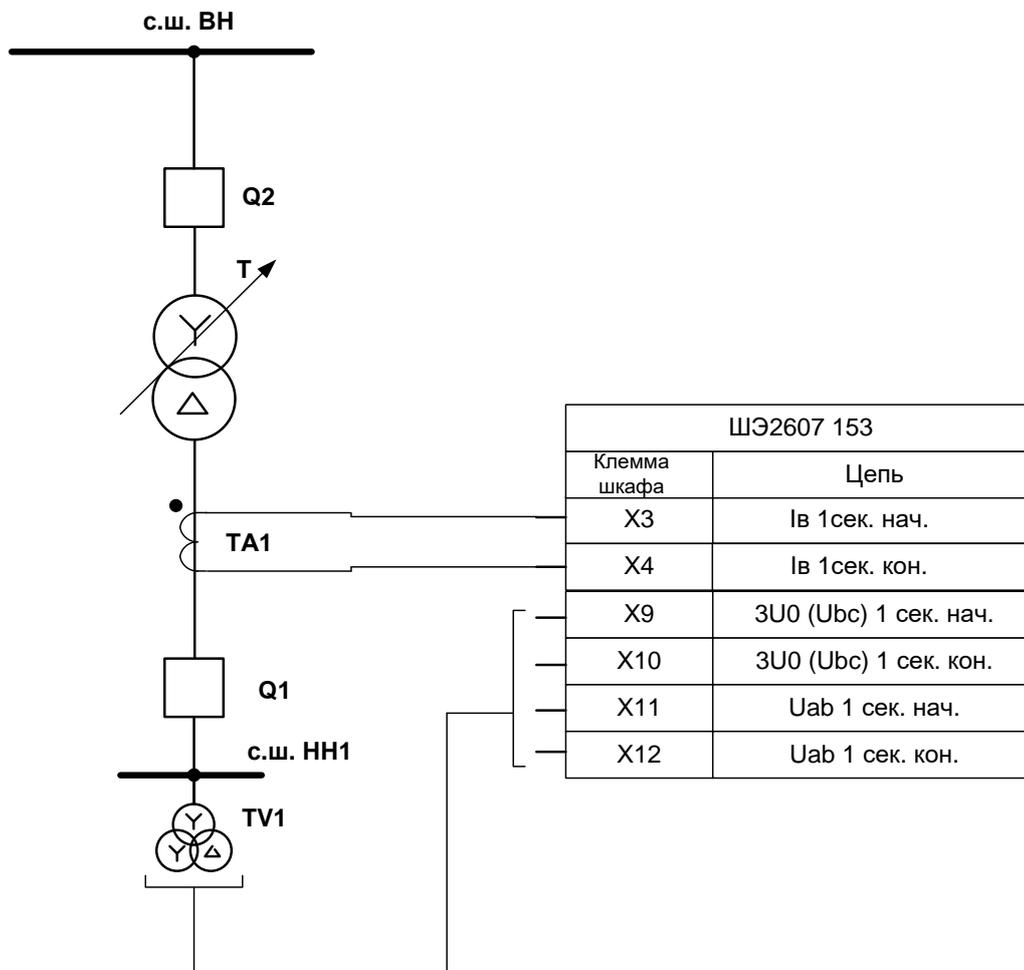 с.ш. ВН
Q2
Т
ШЭ2607 153
Клемма
шкафа
Цепь
X3
Iв 1сек. нач.
ТА1
X4
Iв 1сек. кон.
X9
3U0 (Ubc) 1 сек. нач.
X10
3U0 (Ubc) 1 сек. кон.
Q1
X11
Uab 1 сек. нач.
с.ш. НН1
X12
Uab 1 сек. кон.
TV1